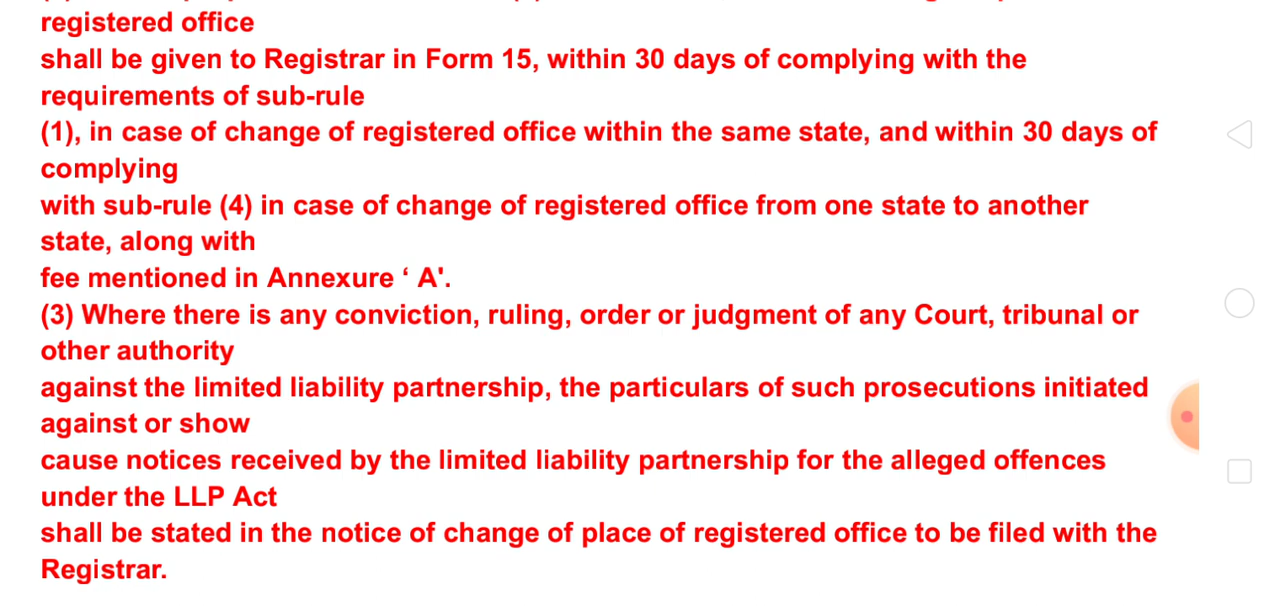 registered office
shall be given to Registrar in Form 15, within 30 days of complying with the
requirements of sub-rule
(1), in case of change of registered office within the same state, and within 30 days of
complying
with sub-rule (4) in case of change of registered office from one state to another
state, along with
fee mentioned in Annexure ‘ A'.
(3) Where there is any conviction, ruling, order or judgment of any Court, tribunal or
other authority
against the limited liability partnership, the particulars of such prosecutions initiated
against or show
cause notices received by the limited liability partnership for the alleged offences
under the LLP Act
shall be stated in the notice of change of place of registered office to be filed with the
Registrar.